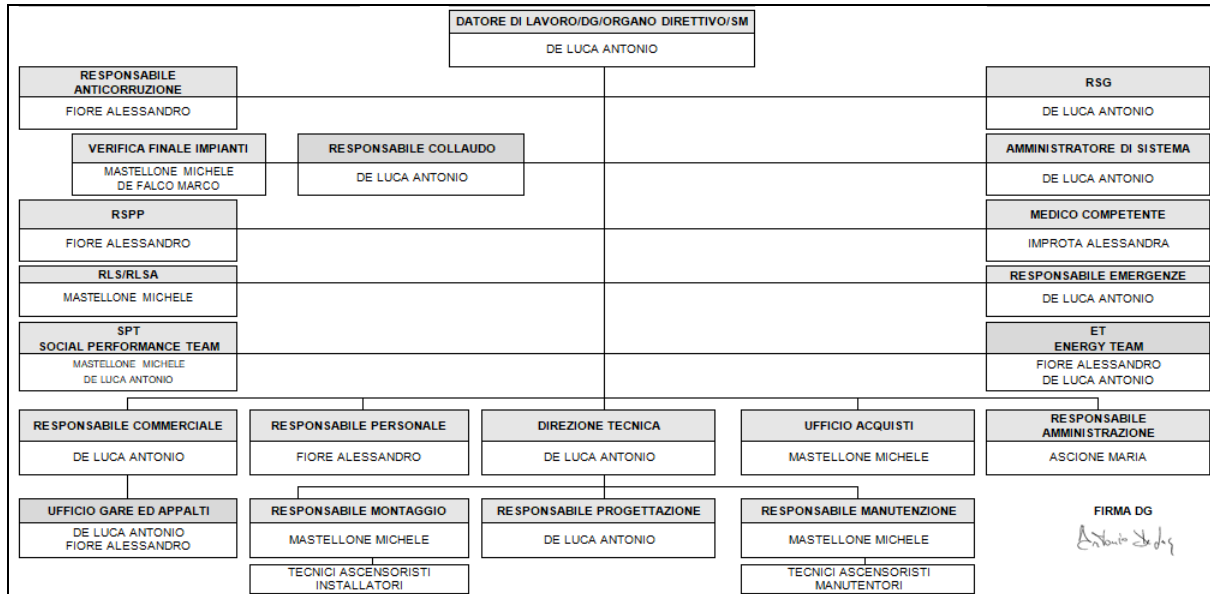 DATORE DI LAVORO/DG/ORGANO DIRETTIVO/SM
DE LUCA ANTONIO
RESPONSABILE
ANTICORRUZIONE
FIORE ALESSANDRO
RSG
DE LUCA ANTONIO
VERIFICA FINALE IMPIANTI
MASTELLONE MICHELE
DE FALCO MARCO
RESPONSABILE COLLAUDO
DE LUCA ANTONIO
AMMINISTRATORE DI SISTEMA
DE LUCA ANTONIO
RSPP
FIORE ALESSANDRO
MEDICO COMPETENTE
IMPROTA ALESSANDRA
RLS/RLSA
MASTELLONE MICHELE
RESPONSABILE EMERGENZE
DE LUCA ANTONIO
SPT
SOCIAL PERFORMANCE TEAM
MASTELLONE MICHELE
DE LUCA ANTONIO
ET
ENERGY TEAM
FIORE ALESSANDRO
DE LUCA ANTONIO
RESPONSABILE COMMERCIALE
DE LUCA ANTONIO
RESPONSABILE PERSONALE
FIORE ALESSANDRO
DIREZIONE TECNICA
DE LUCA ANTONIO
UFFICIO ACQUISTI
MASTELLONE MICHELE
RESPONSABILE
AMMINISTRAZIONE
ASCIONE MARIA
UFFICIO GARE ED APPALTI
DE LUCA ANTONIO
FIORE ALESSANDRO
RESPONSABILE MONTAGGIO
MASTELLONE MICHELE
TECNICI ASCENSORISTI
INSTALLATORI
RESPONSABILE PROGETTAZIONE
DE LUCA ANTONIO
RESPONSABILE MANUTENZIONE
MASTELLONE MICHELE
TECNICI ASCENSORISTI
MANUTENTORI
FIRMA DG
Antonio